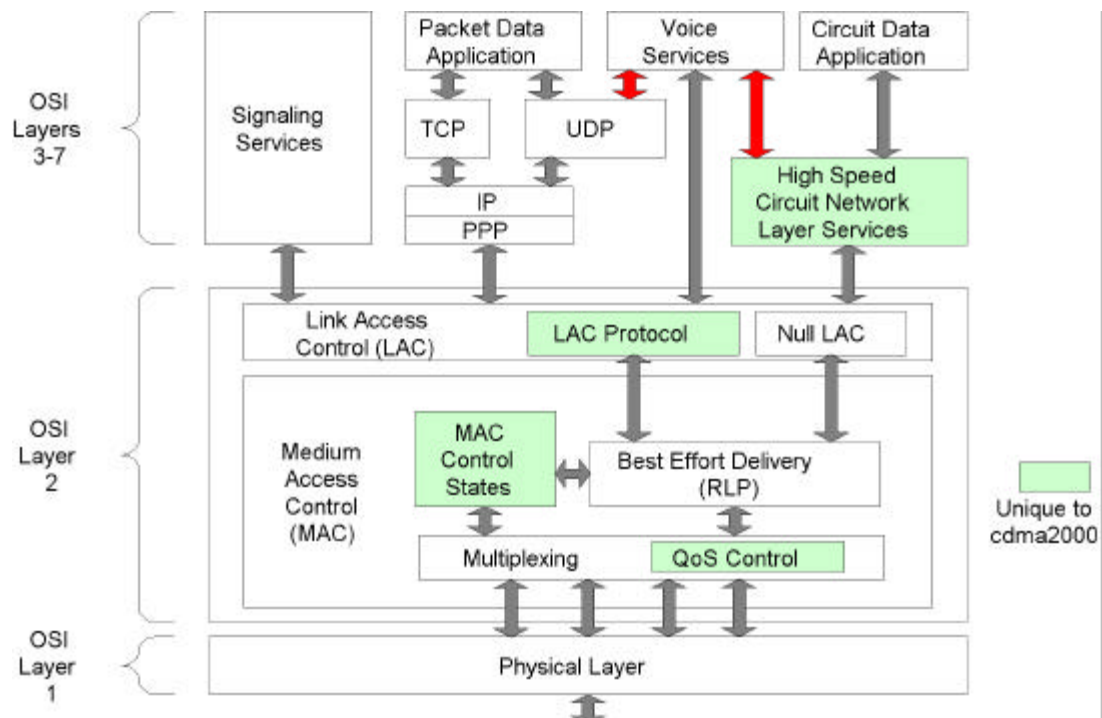 OSI
Layers
3-7
Signaling
Services
Packet Data
Application
Voice
Services
Circuit Data
Application
TCP
UDP
IP
PPP
High Speed
Circuit Network
Layer Services
OSI
Layer
2
Link Access
Control (LAC)
LAC Protocol
Null LAC
Medium
Access
Control
(MAC)
MAC
Control
States
Best Effort Delivery
(RLP)
Multiplexing
QoS Control
Unique to
cdma2000
OSI
Layer
1
Physical Layer